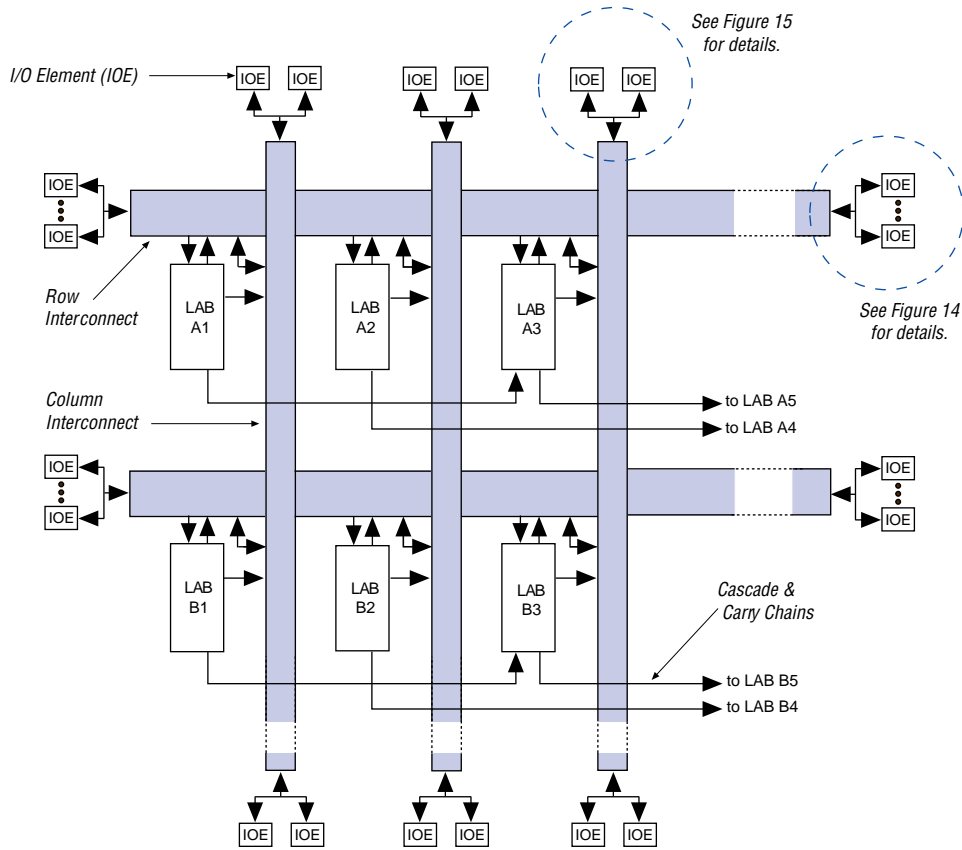 See Figure 15
for details.
I/O Element (IOE)
IOE IOE IOE IOE IOE IOE
IOE IOE
IOE IOE
Row
Interconnect
LAB
A1
LAB
A2
LAB
A3
See Figure 14
for details.
Column
Interconnect
to LAB A5
to LAB A4
IOE IOE
IOE IOE
LAB
B1
LAB
B2
LAB
B3
Cascade &
Carry Chains
to LAB B5
to LAB B4
IOE IOE IOE IOE IOE IOE